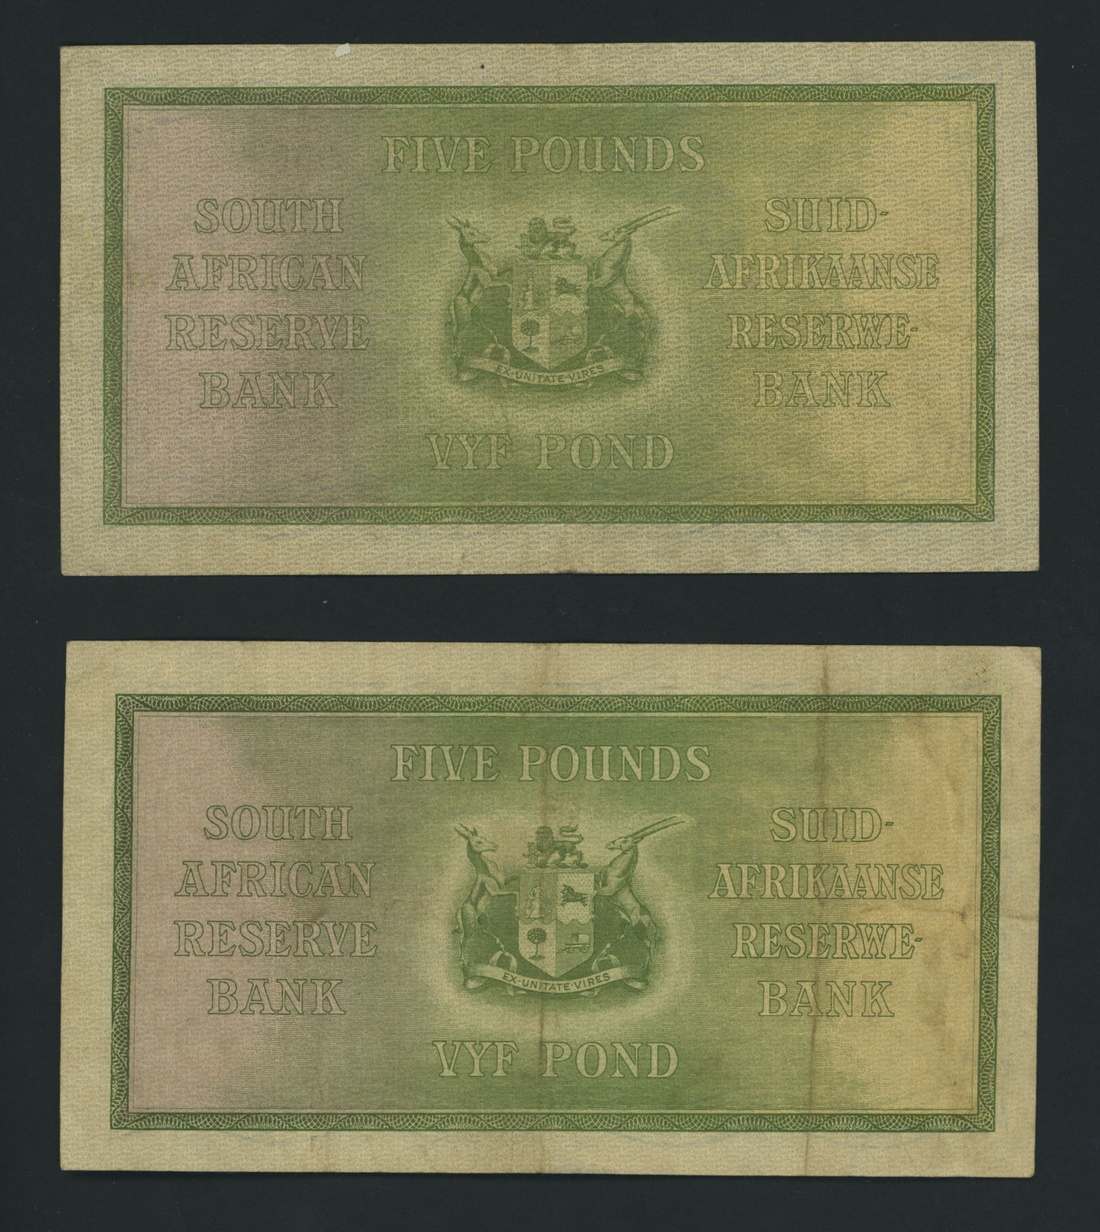 FIVE POUNDS
SOUTH
AFRICAN
RESERVE
BANK
SUID-
AFRIKAANSE
RESERWE-
BANK
EX·UNITATE·VIRES
VYF POND
FIVE POUNDS
SOUTH
AFRICAN
RESERVE
BANK
SUID-
AFRIKAANSE
RESERWE-
BANK
EX·UNITATE·VIRES
VYF POND